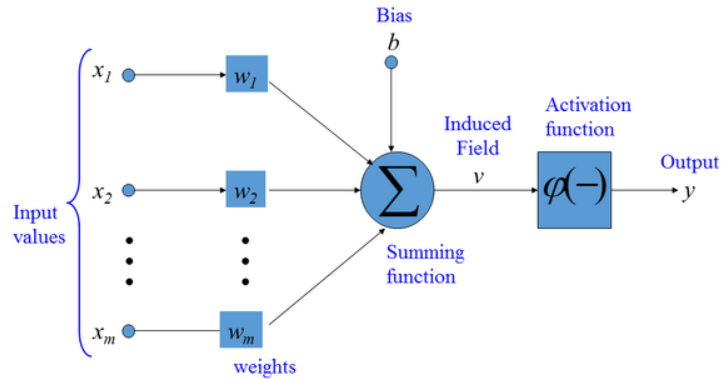 Bias
b
x1
w1
Induced
Field
v
Activation
function
x2
w2
Σ
φ(−)
Output
y
Input
values
Summing
function
xm
wm
weights